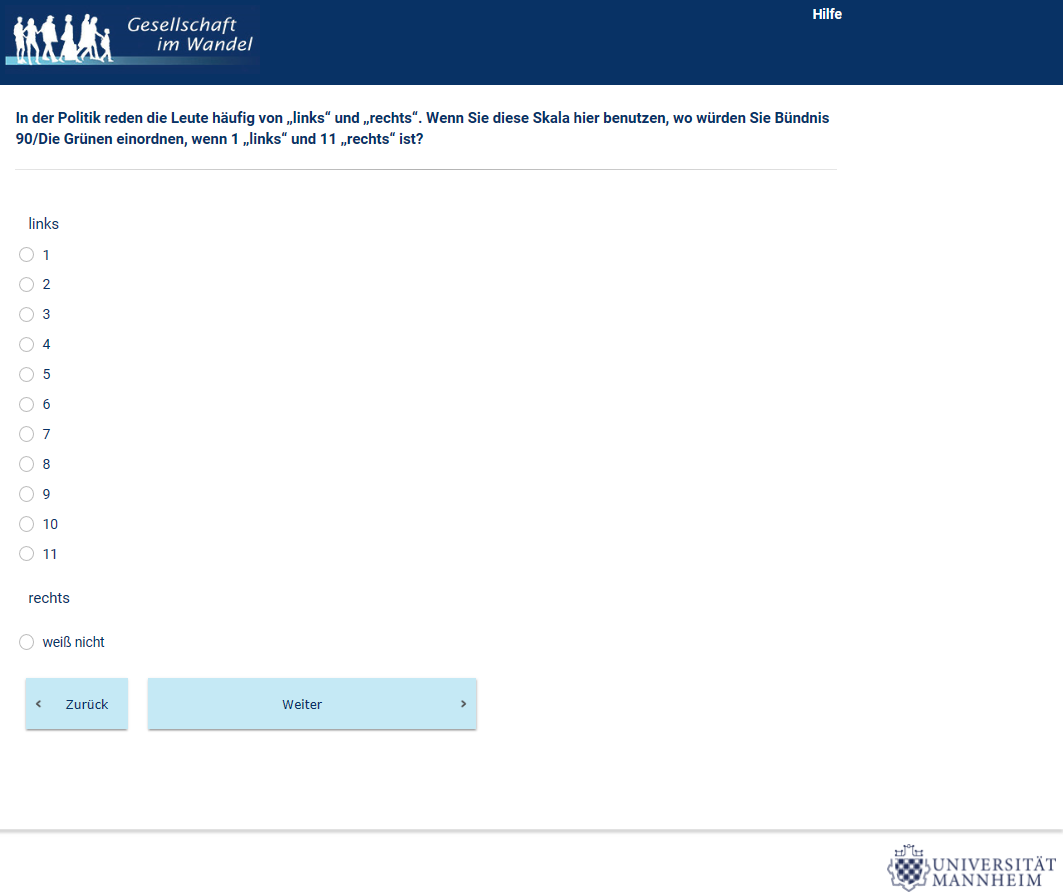 Gesellschaft
im Wandel
Hilfe
In der Politik reden die Leute häufig von „links“ und „rechts“. Wenn Sie diese Skala hier benutzen, wo würden Sie Bündnis
90/Die Grünen einordnen, wenn 1 „links“ und 11 „rechts“ ist?
links
1
2
3
4
5
6
7
8
9
10
11
rechts
weiß nicht
Zurück
Weiter
UNIVERSITÄT
MANNHEIM